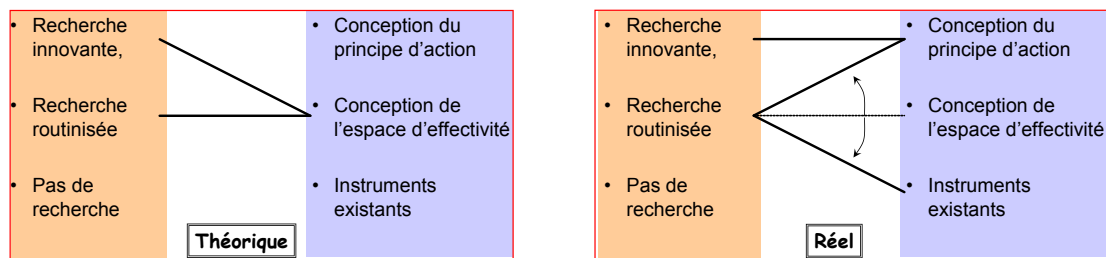 • Recherche
innovante,
• Recherche
routinisée
• Pas de
recherche
• Conception du
principe d'action
• Conception de
l'espace d'effectivité
• Instruments
existants
Théorique
• Recherche
innovante,
• Recherche
routinisée
• Pas de
recherche
• Conception du
principe d'action
• Conception de
l'espace d'effectivité
• Instruments
existants
Réel